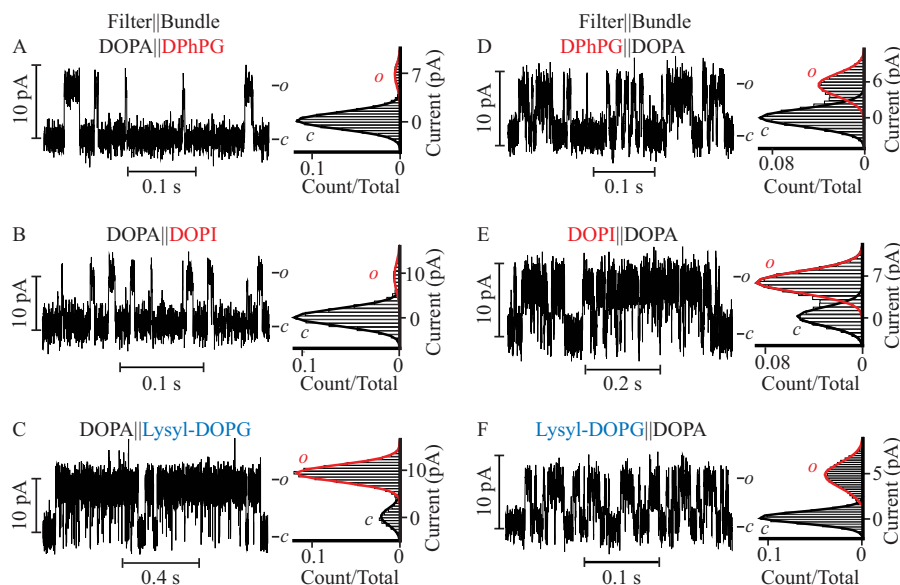 Filter||Bundle
A
DOPA||DPhPG
10 pA
-o
-c
0.1 s
o
c
7
0
Current (pA)
0.1
0
Count/Total
B
DOPA||DOPI
10 pA
-o
-c
0.1 s
o
c
10
0
Current (pA)
0.1
0
Count/Total
C
DOPA||Lysyl-DOPG
10 pA
-o
-c
0.4 s
o
c
10
0
Current (pA)
0.1
0
Count/Total
Filter||Bundle
D
DPhPG||DOPA
10 pA
-o
-c
0.1 s
o
c
6
0
Current (pA)
0.08
0
Count/Total
E
DOPI||DOPA
10 pA
-o
-c
0.2 s
o
c
7
0
Current (pA)
0.08
0
Count/Total
F
Lysyl-DOPG||DOPA
10 pA
-o
-c
0.1 s
o
c
5
0
Current (pA)
0.1
0
Count/Total